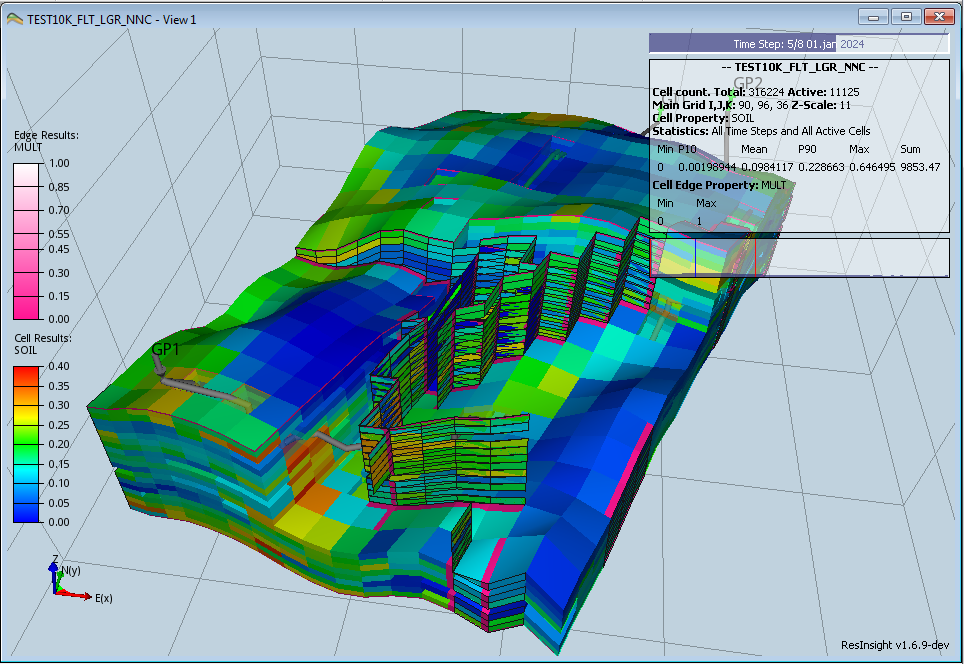 TEST10K_FLT_LGR_NNC - View 1
Time Step: 5/8 01.jan 2024
-- TEST10K_FLT_LGR_NNC --
GP2
Cell count. Total: 316224 Active: 11125
Main Grid I,J,K: 90, 96, 36 Z-Scale: 11
Cell Property: SOIL
Statistics: All Time Steps and All Active Cells
Min P10 Mean P90 Max Sum
0 0.00198944 0.0984117 0.228663 0.646495 9853.47
Cell Edge Property: MULT
Min Max
0 1
Edge Results:
MULT
1.00
0.85
0.70
0.55
0.45
0.30
0.15
0.00
Cell Results:
SOIL
0.40
0.35
0.30
0.25
0.20
0.15
0.10
0.05
0.00
GP1
Z
N(y)
E(x)
ResInsight v1.6.9-dev